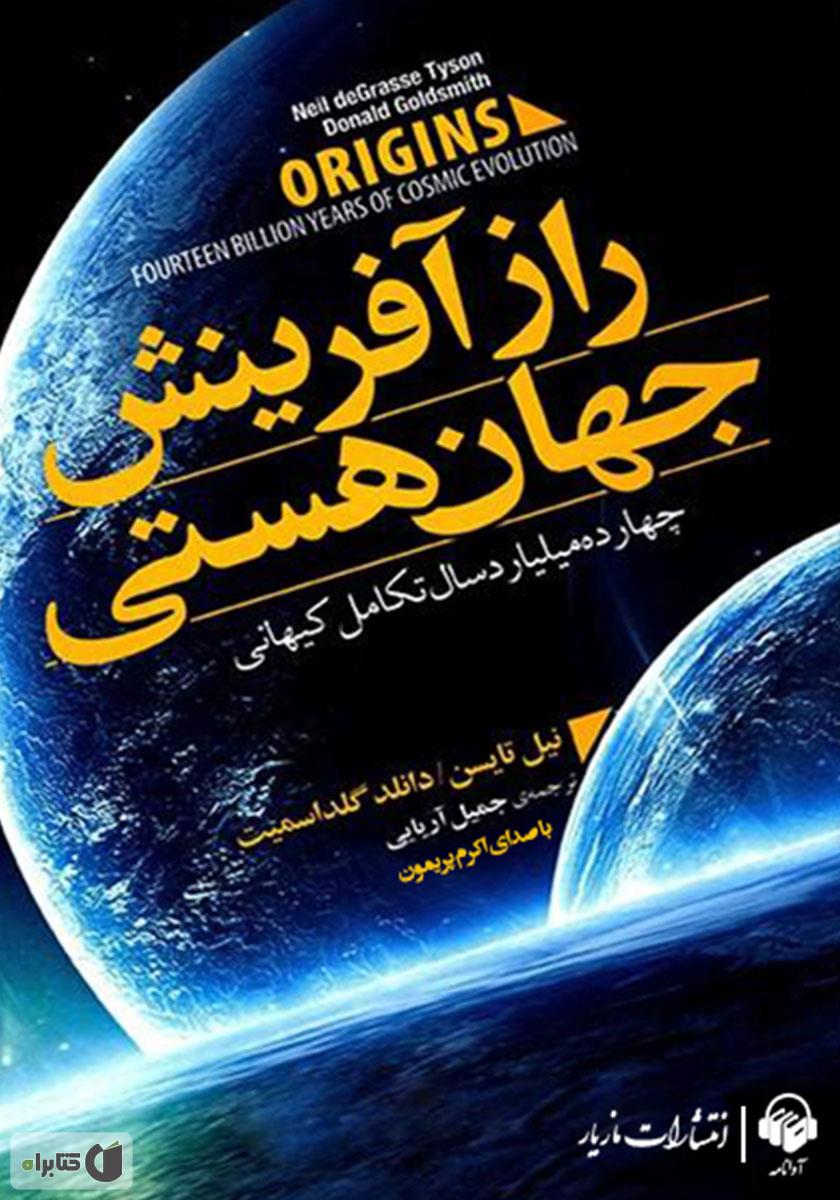 Neil deGrasse Tyson
Donald Goldsmith
ORIGINS
FOURTEEN BILLION YEARS OF COSMIC EVOLUTION
راز آفرینش
جهان هستی
چهارده میلیارد سال تکامل کیهانی
نیل تایسن / دانلد گلداسمیت
ترجمه‌ی جمیل آریایی
با صدای اکرم پریمون
انتشارات مازیار
آوانامه
کتابراه